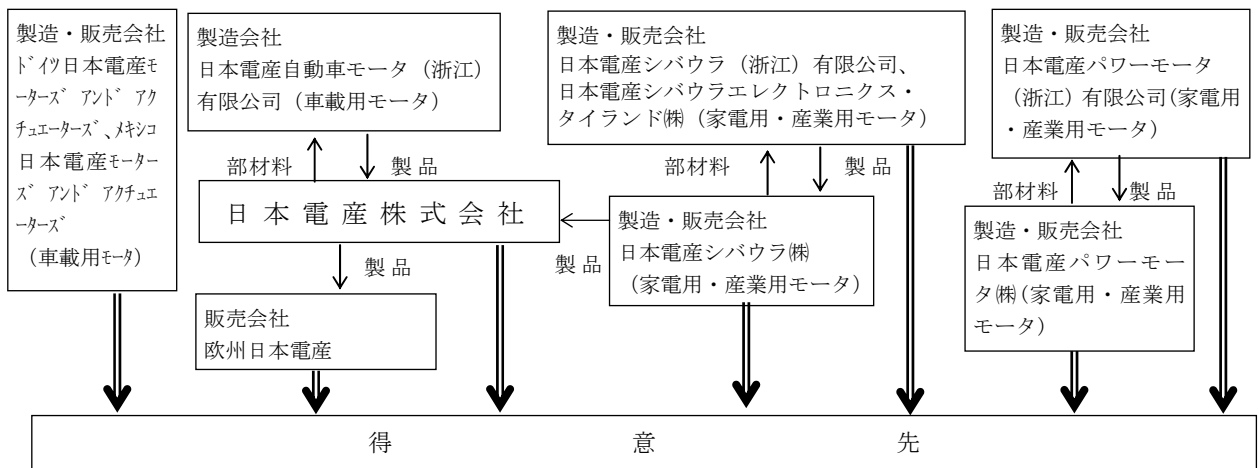 製造・販売会社
ﾄﾞｲﾂ日本電産ﾓ
ｰﾀｰｽﾞ ｱﾝﾄﾞ ｱｸ
ﾁｭｴｰﾀｰｽﾞ、ﾒｷｼｺ
日本電産ﾓｰﾀｰ
ｽﾞ ｱﾝﾄﾞ ｱｸﾁｭｴ
ｰﾀｰｽﾞ
（車載用ﾓｰﾀ）
製造会社
日本電産自動車モータ（浙江）
有限公司（車載用モータ）
部材料
製品
日本電産株式会社
製品
販売会社
欧州日本電産
製造・販売会社
日本電産シバウラ（浙江）有限公司、
日本電産シバウラエレクトロニクス・
タイランド㈱（家電用・産業用モータ）
部材料
製品
製品
製造・販売会社
日本電産シバウラ㈱
（家電用・産業用モータ）
製造・販売会社
日本電産パワーモータ
（浙江）有限公司(家電用
・産業用モータ）
部材料
製品
製造・販売会社
日本電産パワーモー
タ㈱(家電用・産業用
モータ）
得意先